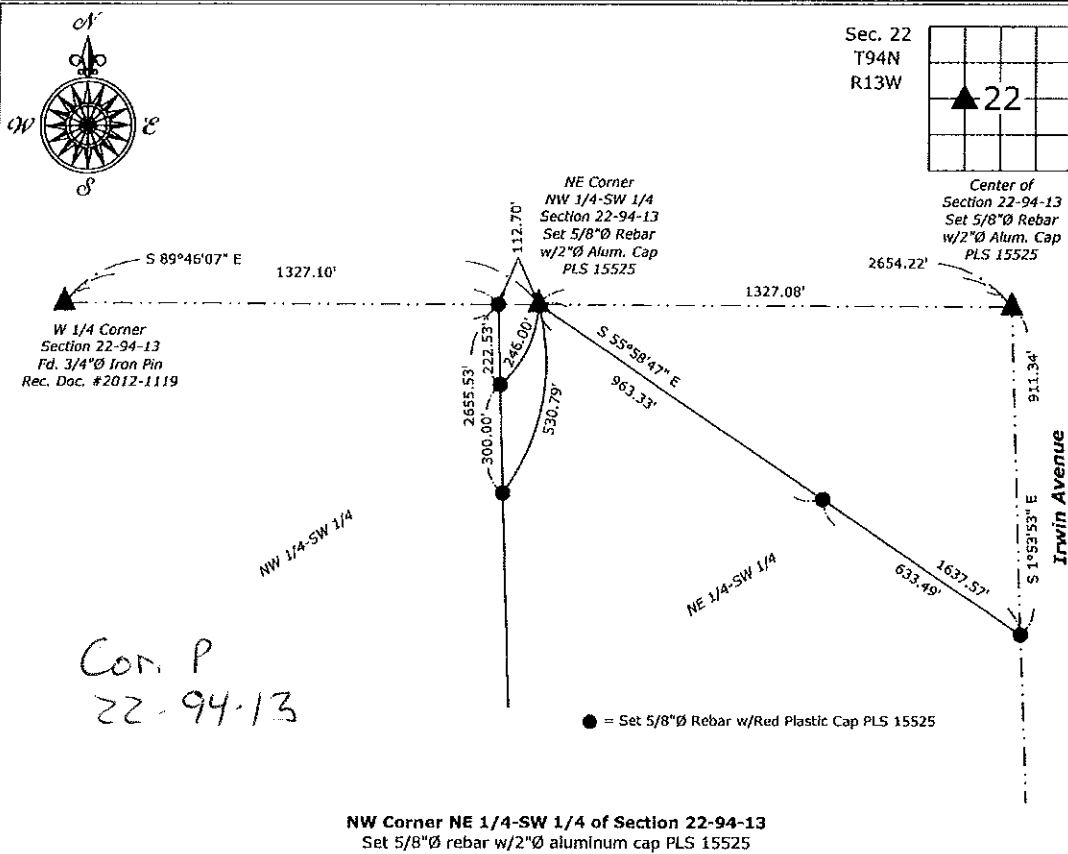 N
W
E
S
Sec. 22
T94N
R13W
22
NE Corner
NW 1/4-SW 1/4
Section 22-94-13
Set 5/8"Ø Rebar
w/2"Ø Alum. Cap
PLS 15525
Center of
Section 22-94-13
Set 5/8"Ø Rebar
w/2"Ø Alum. Cap
PLS 15525
112.70'
S 89°46'07" E
1327.10'
2654.22'
1327.08'
W 1/4 Corner
Section 22-94-13
Fd. 3/4"Ø Iron Pin
Rec. Doc. #2012-1119
2655.53'
222.53'
246.00'
300.00'
530.79'
S 55°58'47" E
963.33'
911.34'
S 1°53'53" E
Irwin Avenue
NW 1/4-SW 1/4
NE 1/4-SW 1/4
1637.57'
633.49'
Cor. P
22-94-13
= Set 5/8"Ø Rebar w/Red Plastic Cap PLS 15525
NW Corner NE 1/4-SW 1/4 of Section 22-94-13
Set 5/8"Ø rebar w/2"Ø aluminum cap PLS 15525